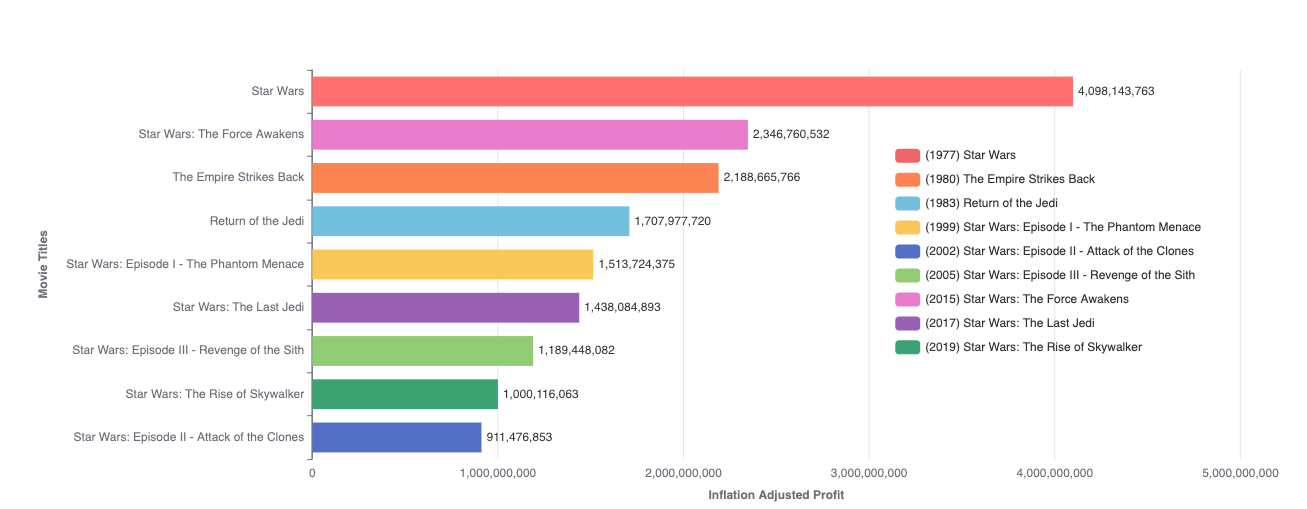 Star Wars
4,098,143,763
Star Wars: The Force Awakens
2,346,760,532
The Empire Strikes Back
2,188,665,766
Return of the Jedi
1,707,977,720
Star Wars: Episode I - The Phantom Menace
1,513,724,375
Star Wars: The Last Jedi
1,438,084,893
Star Wars: Episode III - Revenge of the Sith
1,189,448,082
Star Wars: The Rise of Skywalker
1,000,116,063
Star Wars: Episode II - Attack of the Clones
911,476,853
Movie Titles
0
1,000,000,000
2,000,000,000
3,000,000,000
4,000,000,000
5,000,000,000
Inflation Adjusted Profit
(1977) Star Wars
(1980) The Empire Strikes Back
(1983) Return of the Jedi
(1999) Star Wars: Episode I - The Phantom Menace
(2002) Star Wars: Episode II - Attack of the Clones
(2005) Star Wars: Episode III - Revenge of the Sith
(2015) Star Wars: The Force Awakens
(2017) Star Wars: The Last Jedi
(2019) Star Wars: The Rise of Skywalker